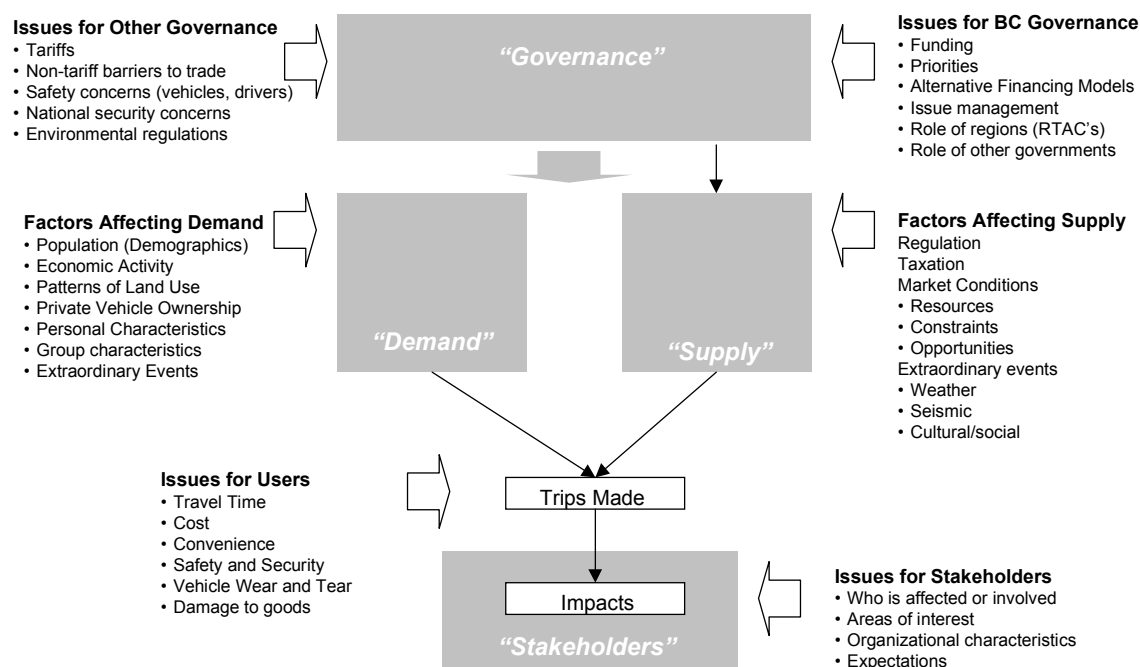 Issues for Other Governance
• Tariffs
• Non-tariff barriers to trade
• Safety concerns (vehicles, drivers)
• National security concerns
• Environmental regulations
“Governance”
Issues for BC Governance
• Funding
• Priorities
• Alternative Financing Models
• Issue management
• Role of regions (RTAC’s)
• Role of other governments
Factors Affecting Demand
• Population (Demographics)
• Economic Activity
• Patterns of Land Use
• Private Vehicle Ownership
• Personal Characteristics
• Group characteristics
• Extraordinary Events
“Demand”
“Supply”
Factors Affecting Supply
Regulation
Taxation
Market Conditions
• Resources
• Constraints
• Opportunities
Extraordinary events
• Weather
• Seismic
• Cultural/social
Issues for Users
• Travel Time
• Cost
• Convenience
• Safety and Security
• Vehicle Wear and Tear
• Damage to goods
Trips Made
Impacts
“Stakeholders”
Issues for Stakeholders
• Who is affected or involved
• Areas of interest
• Organizational characteristics
• Expectations